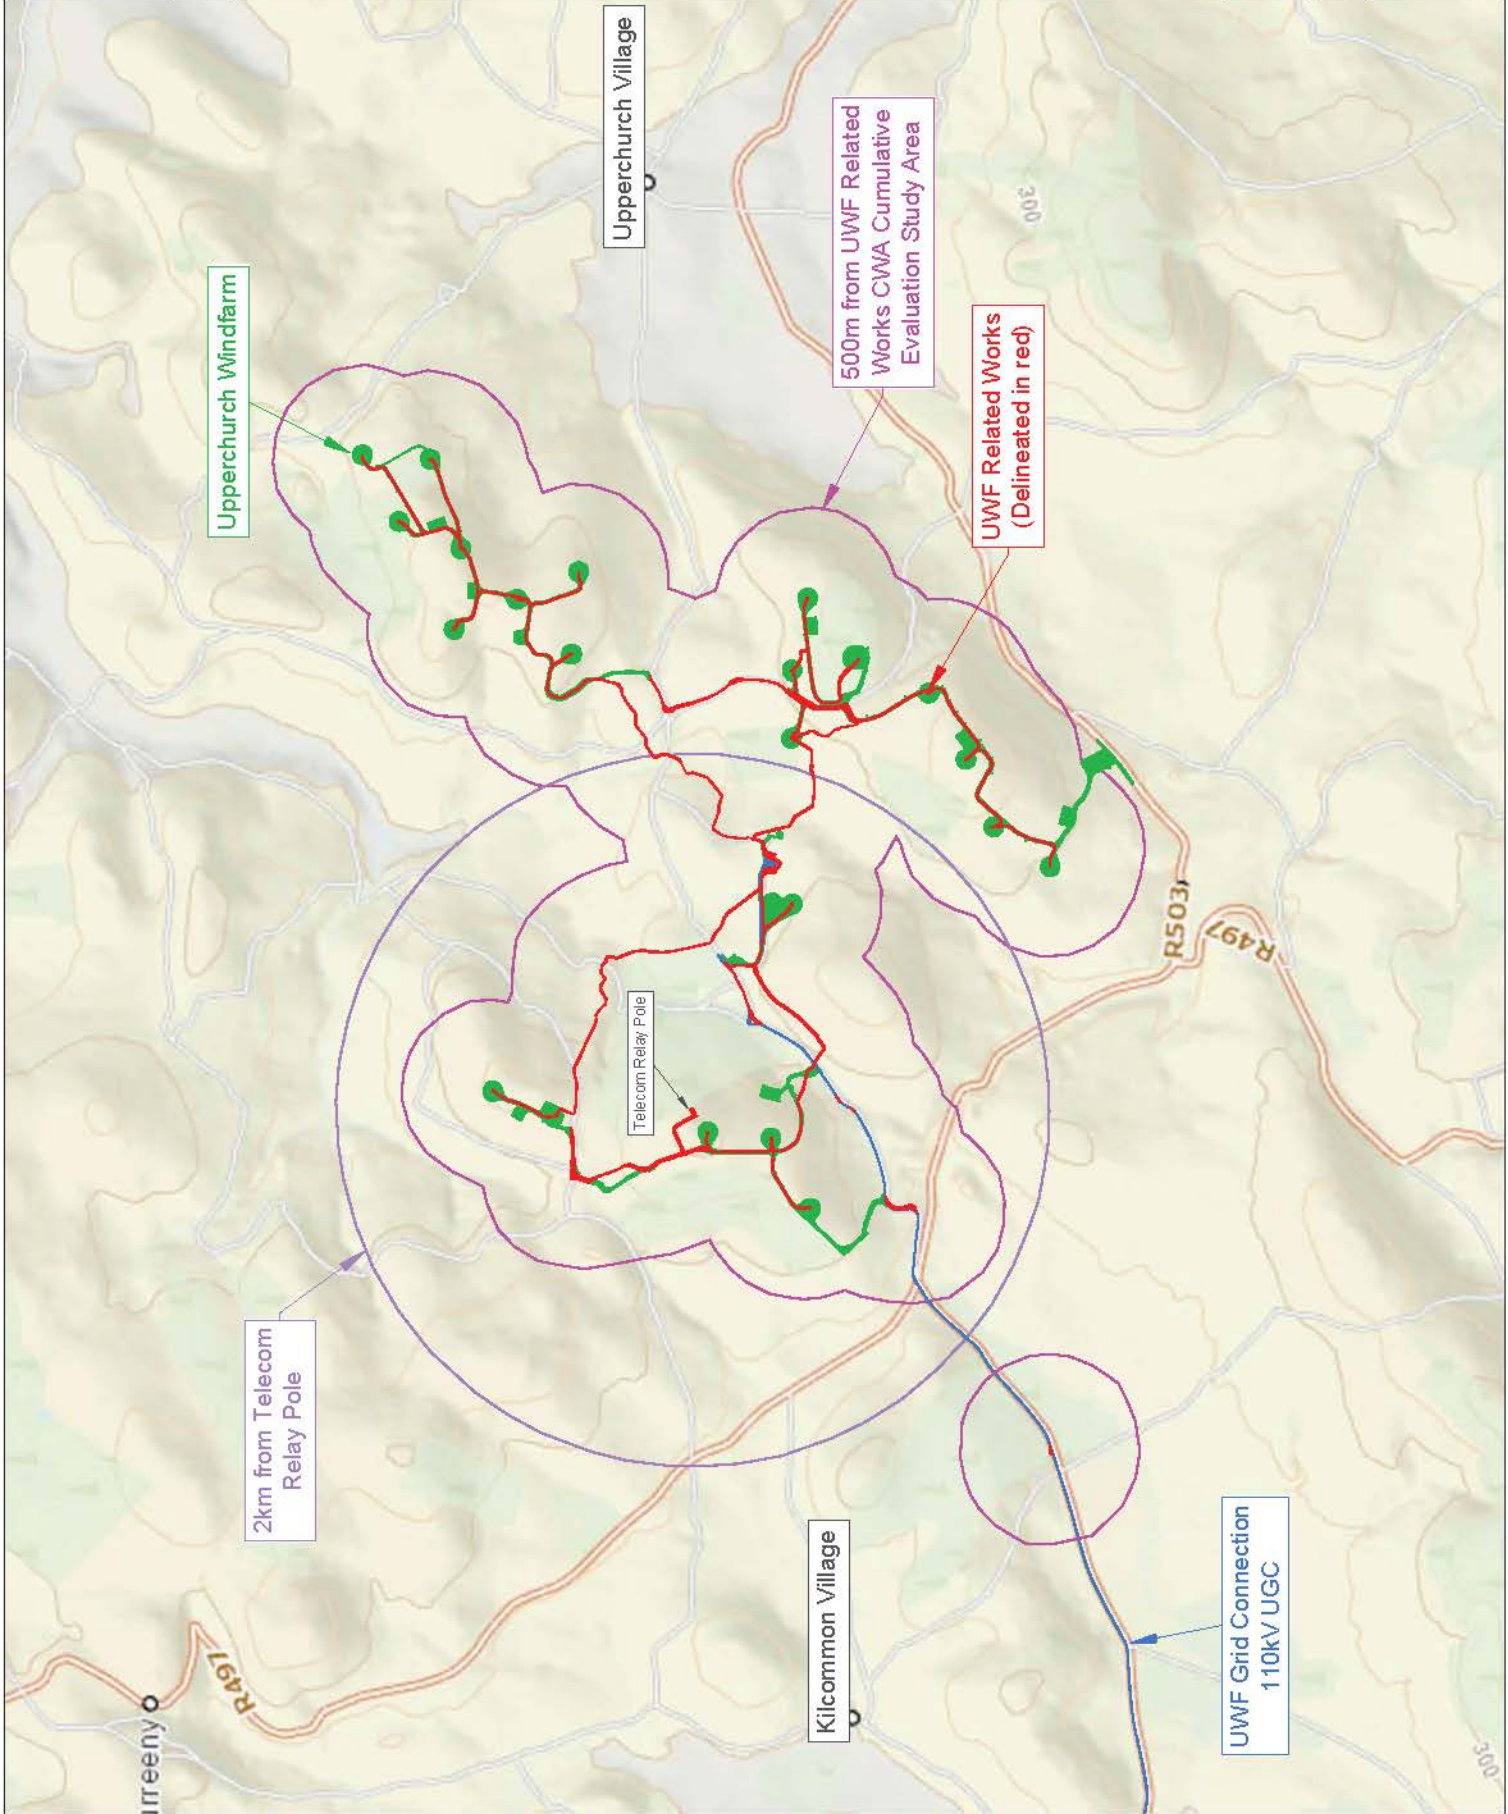 Upperchurch Village
Upperchurch Windfarm
500m from UWF Related
Works CWA Cumulative
Evaluation Study Area
300
UWF Related Works
(Delineated in red)
R503
R497
Telecom Relay Pole
2km from Telecom
Relay Pole
Kilcommon Village
UWF Grid Connection
110kV UGC
R497
rreeny
300